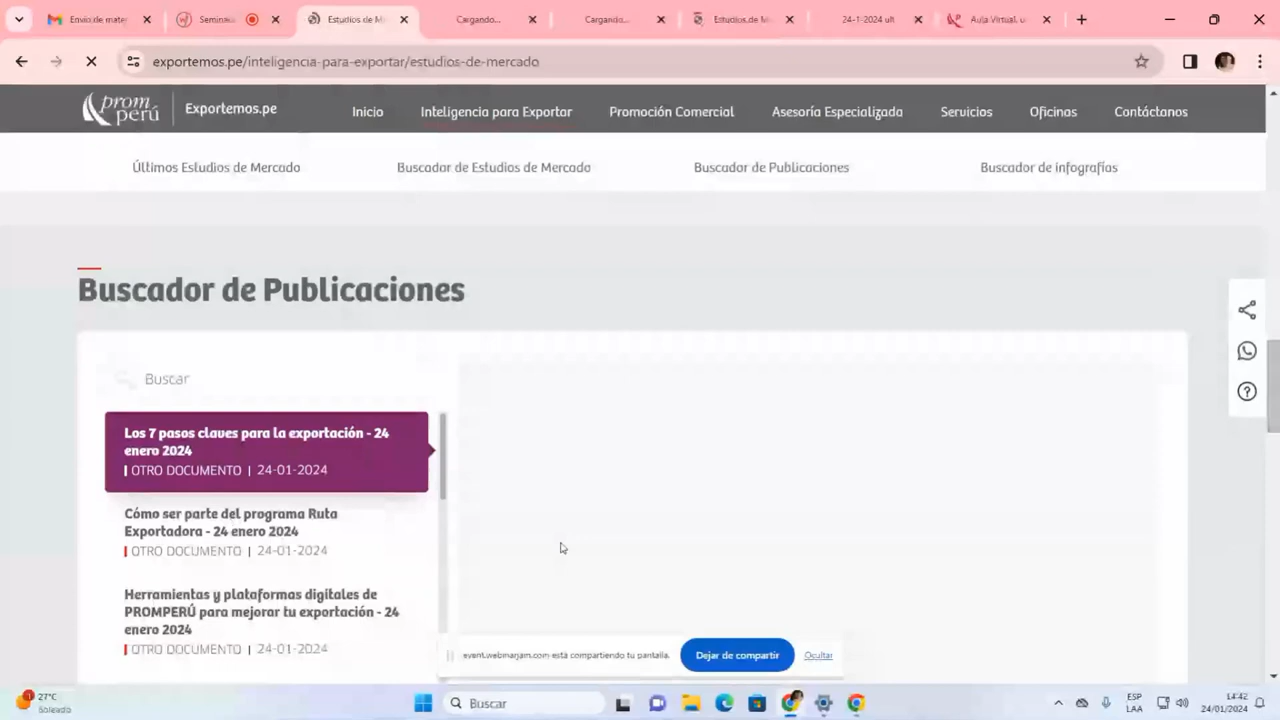 Envío de mater
Seminari
Estudios de M
Cargando...
Cargando...
Estudios de M
24-1-2024 ult
Aula Virtual, u
exportemos.pe/inteligencia-para-exportar/estudios-de-mercado
prom perú
Exportemos.pe
Inicio
Inteligencia para Exportar
Promoción Comercial
Asesoría Especializada
Servicios
Oficinas
Contáctanos
Últimos Estudios de Mercado
Buscador de Estudios de Mercado
Buscador de Publicaciones
Buscador de infografías
Buscador de Publicaciones
Buscar
Los 7 pasos claves para la exportación - 24
enero 2024
OTRO DOCUMENTO | 24-01-2024
Cómo ser parte del programa Ruta
Exportadora - 24 enero 2024
OTRO DOCUMENTO | 24-01-2024
Herramientas y plataformas digitales de
PROMPERÚ para mejorar tu exportación - 24
enero 2024
OTRO DOCUMENTO | 24-01-2024
event.webinarjam.com está compartiendo tu pantalla.
Dejar de compartir
Ocultar
27°C
Soleado
Buscar
ESP
LAA
14:42
24/01/2024